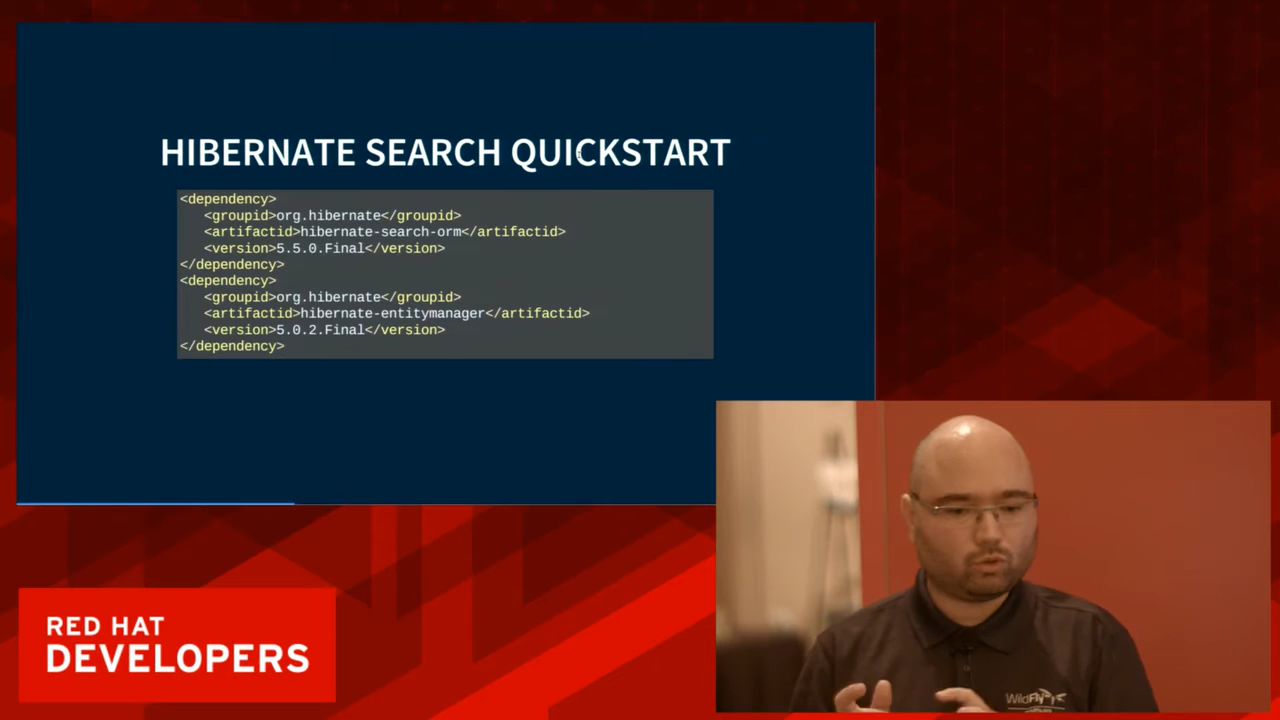 HIBERNATE SEARCH QUICKSTART
<dependency>
<groupid>org.hibernate</groupid>
<artifactid>hibernate-search-orm</artifactid>
<version>5.5.0.Final</version>
</dependency>
<dependency>
<groupid>org.hibernate</groupid>
<artifactid>hibernate-entitymanager</artifactid>
<version>5.0.2.Final</version>
</dependency>
RED HAT
DEVELOPERS
WildFly